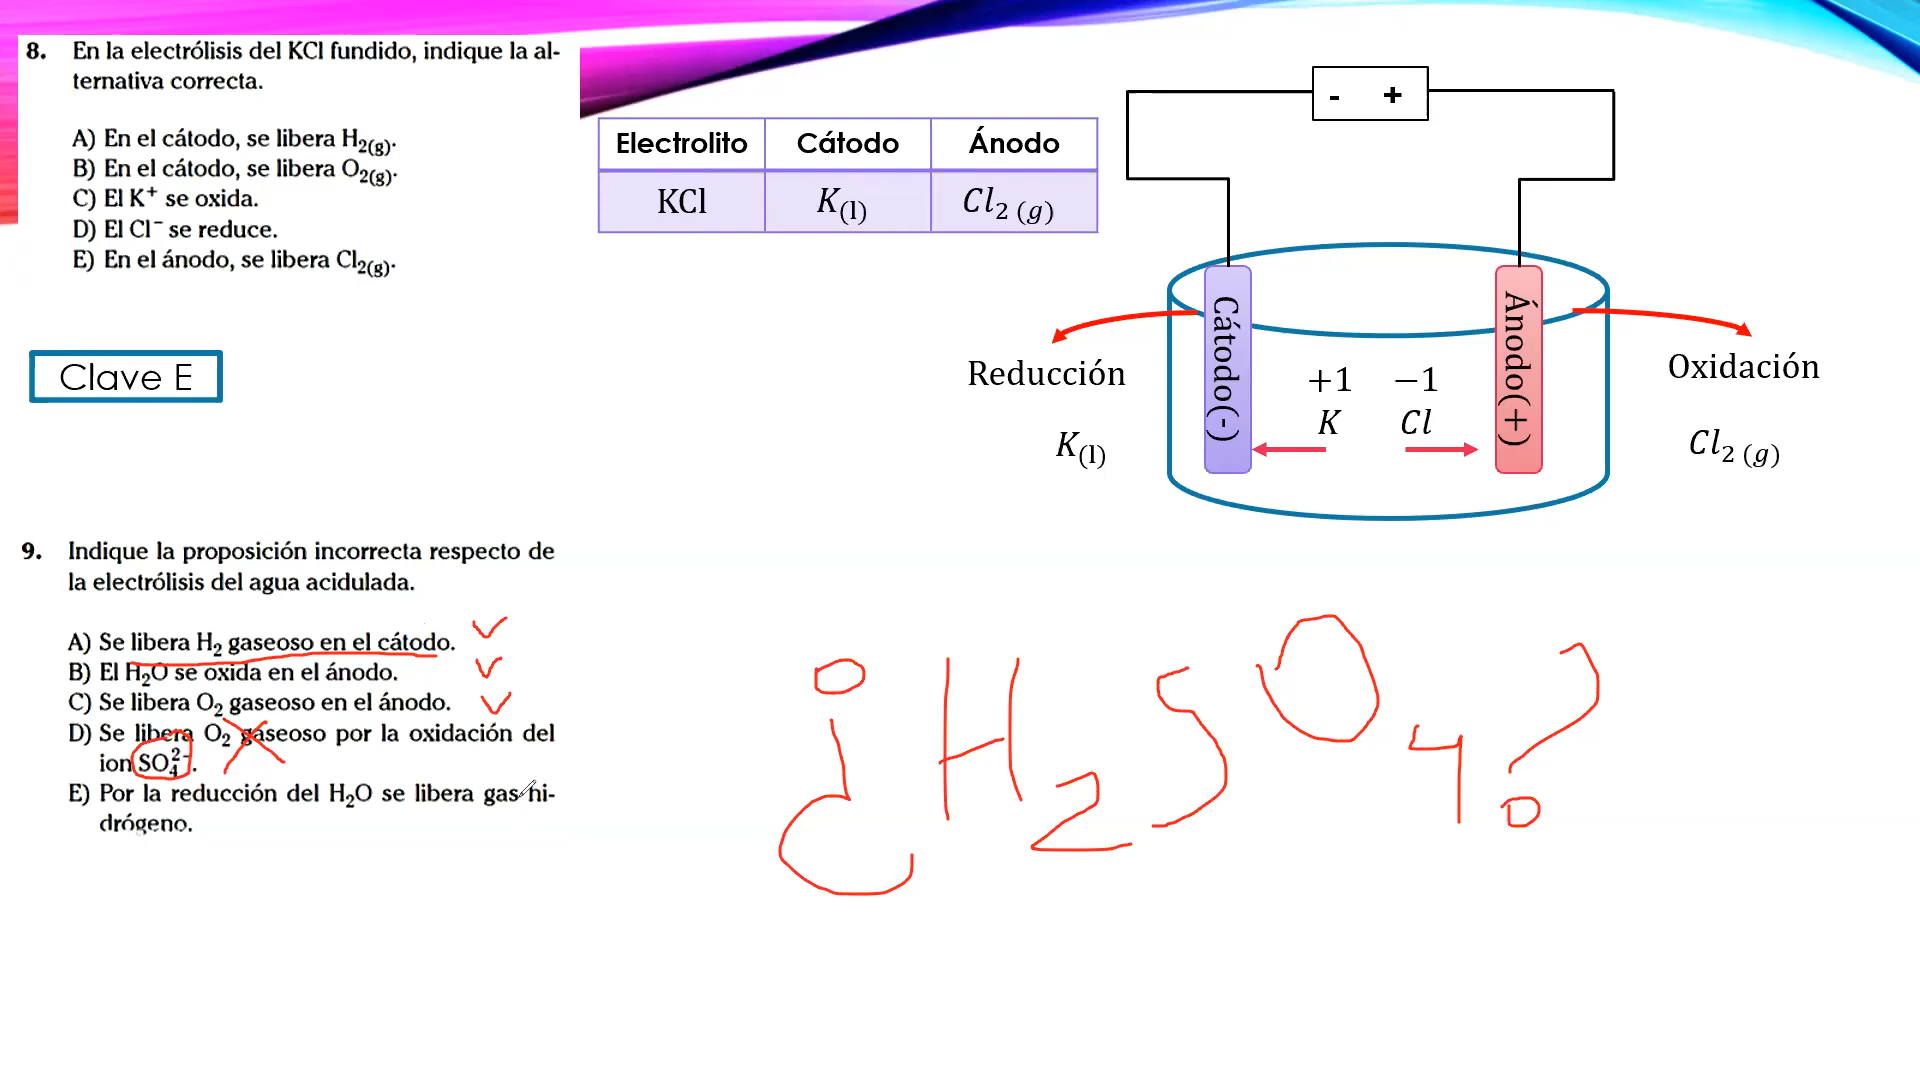 8. En la electrólisis del KCl fundido, indique la al-
ternativa correcta.
A) En el cátodo, se libera H₂(g).
B) En el cátodo, se libera O₂(g).
C) El K⁺ se oxida.
D) El Cl⁻ se reduce.
E) En el ánodo, se libera Cl₂(g).
Clave E
Electrolito Cátodo Ánodo
KCl K(l) Cl₂ (g)
- +
Cátodo(-)
Ánodo(+)
Reducción
K(l)
+1 −1
K Cl
Oxidación
Cl₂ (g)
9. Indique la proposición incorrecta respecto de
la electrólisis del agua acidulada.
A) Se libera H₂ gaseoso en el cátodo.
B) El H₂O se oxida en el ánodo.
C) Se libera O₂ gaseoso en el ánodo.
D) Se libera O₂ gaseoso por la oxidación del
ion SO₄²⁻.
E) Por la reducción del H₂O se libera gas hi-
drógeno.
¿H₂SO₄?